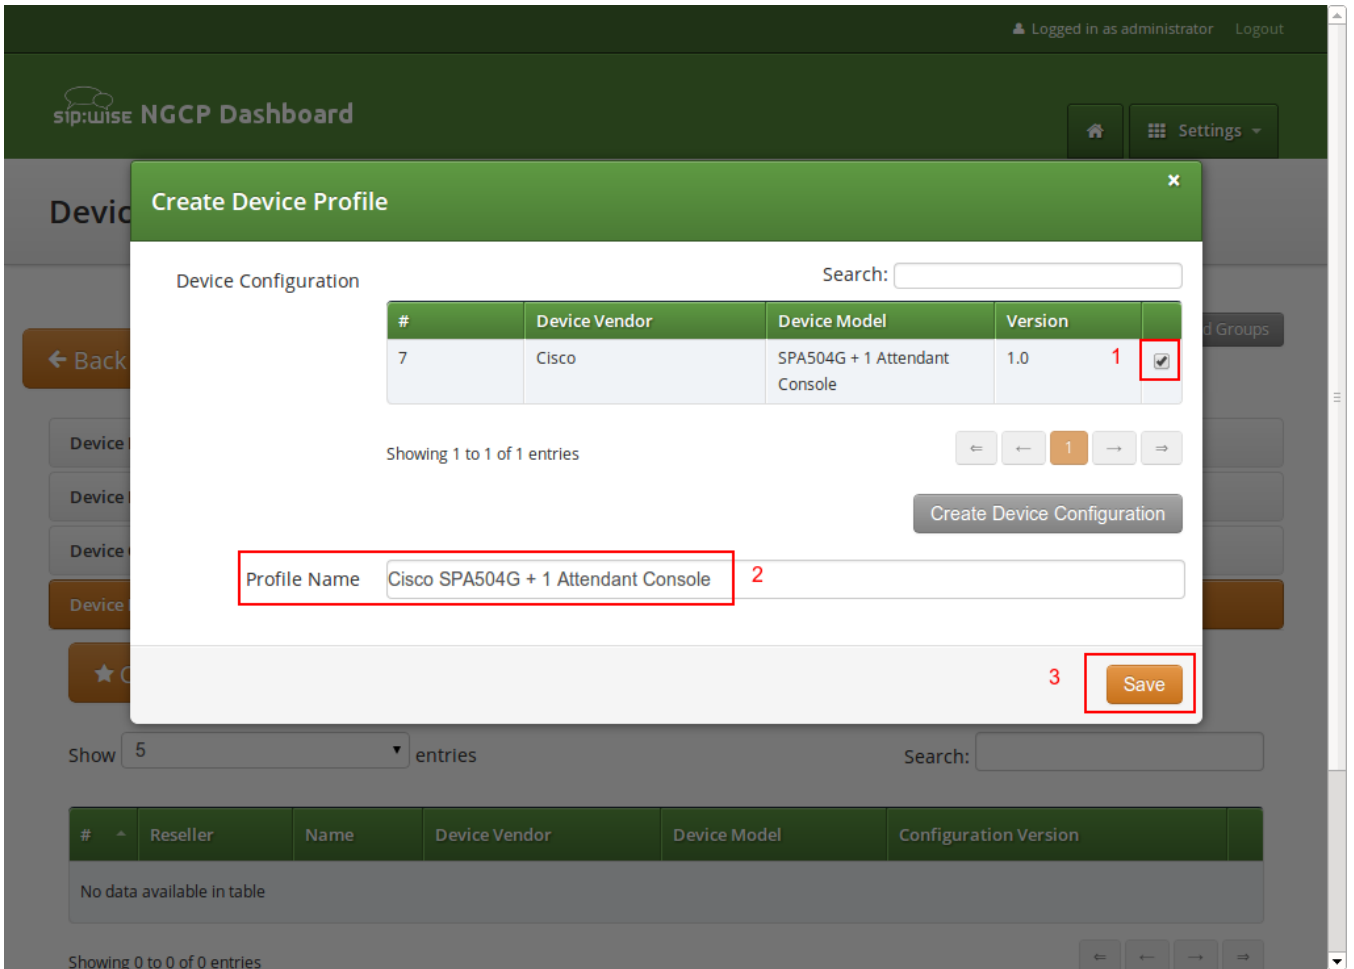 Logged in as administrator Logout
sip:wise NGCP Dashboard
Settings
Devic
Create Device Profile
×
Device Configuration
Search:
# Device Vendor Device Model Version
7 Cisco SPA504G + 1 Attendant 1.0 1
Console
d Groups
Back
Showing 1 to 1 of 1 entries
⇐ ← 1 → ⇒
Device
Device
Device
Device
Create Device Configuration
Profile Name Cisco SPA504G + 1 Attendant Console 2
3 Save
Show 5 entries
Search:
# Reseller Name Device Vendor Device Model Configuration Version
No data available in table
Showing 0 to 0 of 0 entries
⇐ ← → ⇒